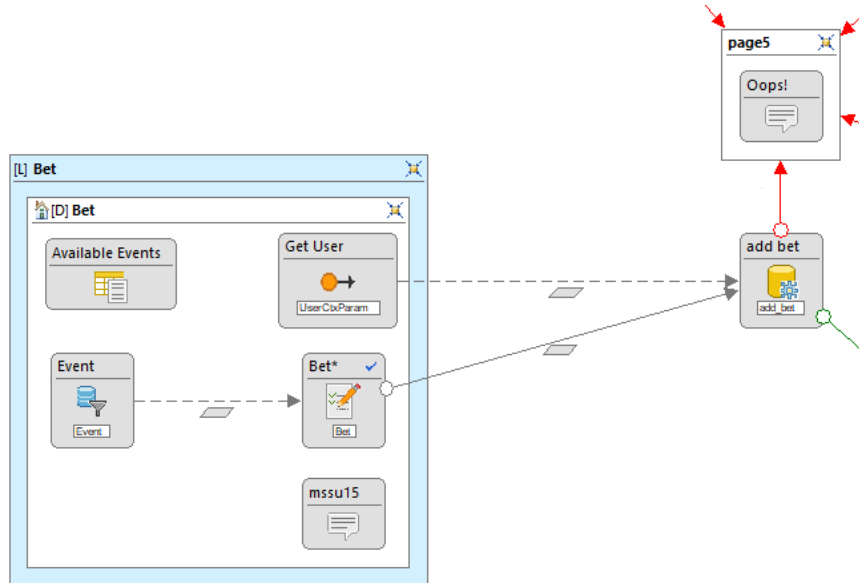 page5
Oops!
[L] Bet
[D] Bet
Available Events
Get User
UserCtxParam
add bet
add_bet
Event
Event
Bet*
Bet
mssu15